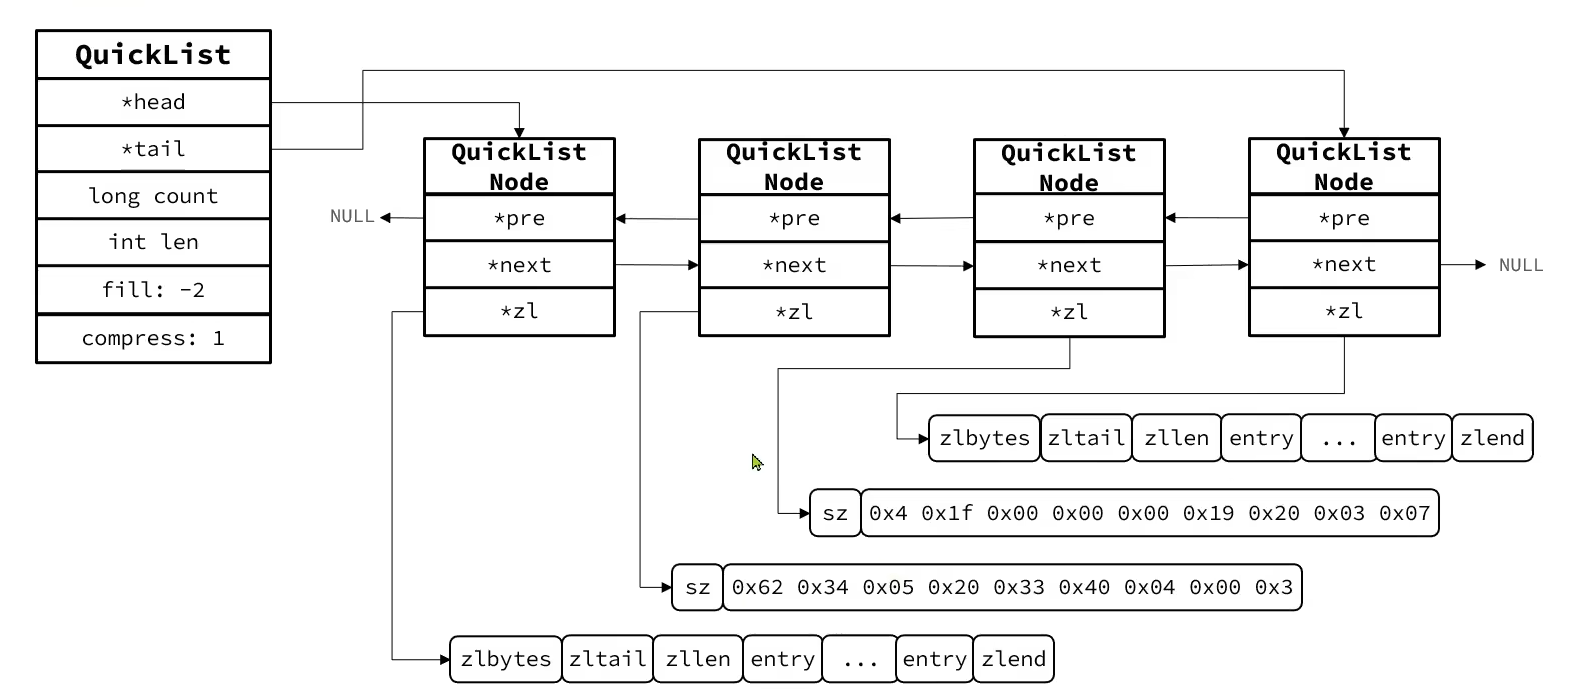 QuickList
*head
*tail
long count
int len
fill: -2
compress: 1
NULL
QuickList
Node
*pre
*next
*zl
QuickList
Node
*pre
*next
*zl
QuickList
Node
*pre
*next
*zl
QuickList
Node
*pre
*next
*zl
NULL
zlbytes zltail zllen entry ... entry zlend
sz 0x4 0x1f 0x00 0x00 0x00 0x19 0x20 0x03 0x07
sz 0x62 0x34 0x05 0x20 0x33 0x40 0x04 0x00 0x3
zlbytes zltail zllen entry ... entry zlend